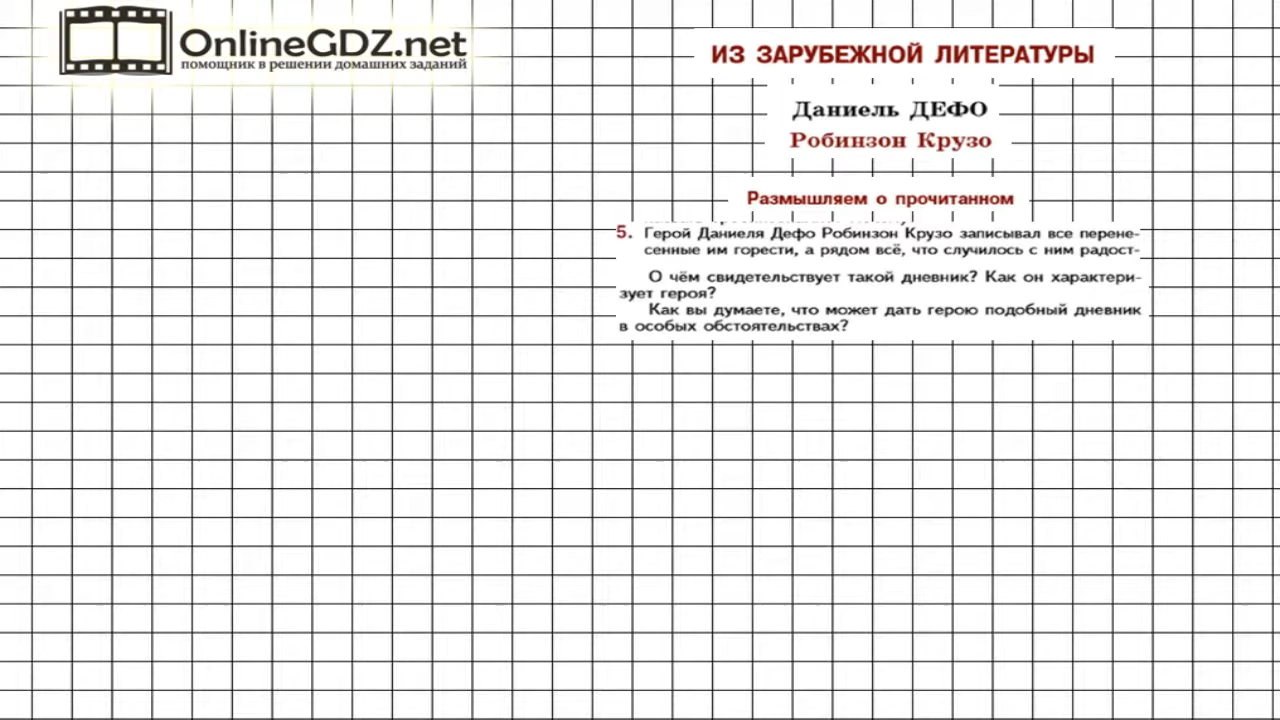 OnlineGDZ.net
помощник в решении домашних заданий
ИЗ ЗАРУБЕЖНОЙ ЛИТЕРАТУРЫ
Даниель ДЕФО
Робинзон Крузо
Размышляем о прочитанном
5. Герой Даниеля Дефо Робинзон Крузо записывал все перене-
сенные им горести, а рядом всё, что случилось с ним радост-
О чём свидетельствует такой дневник? Как он характери-
зует героя?
Как вы думаете, что может дать герою подобный дневник
в особых обстоятельствах?